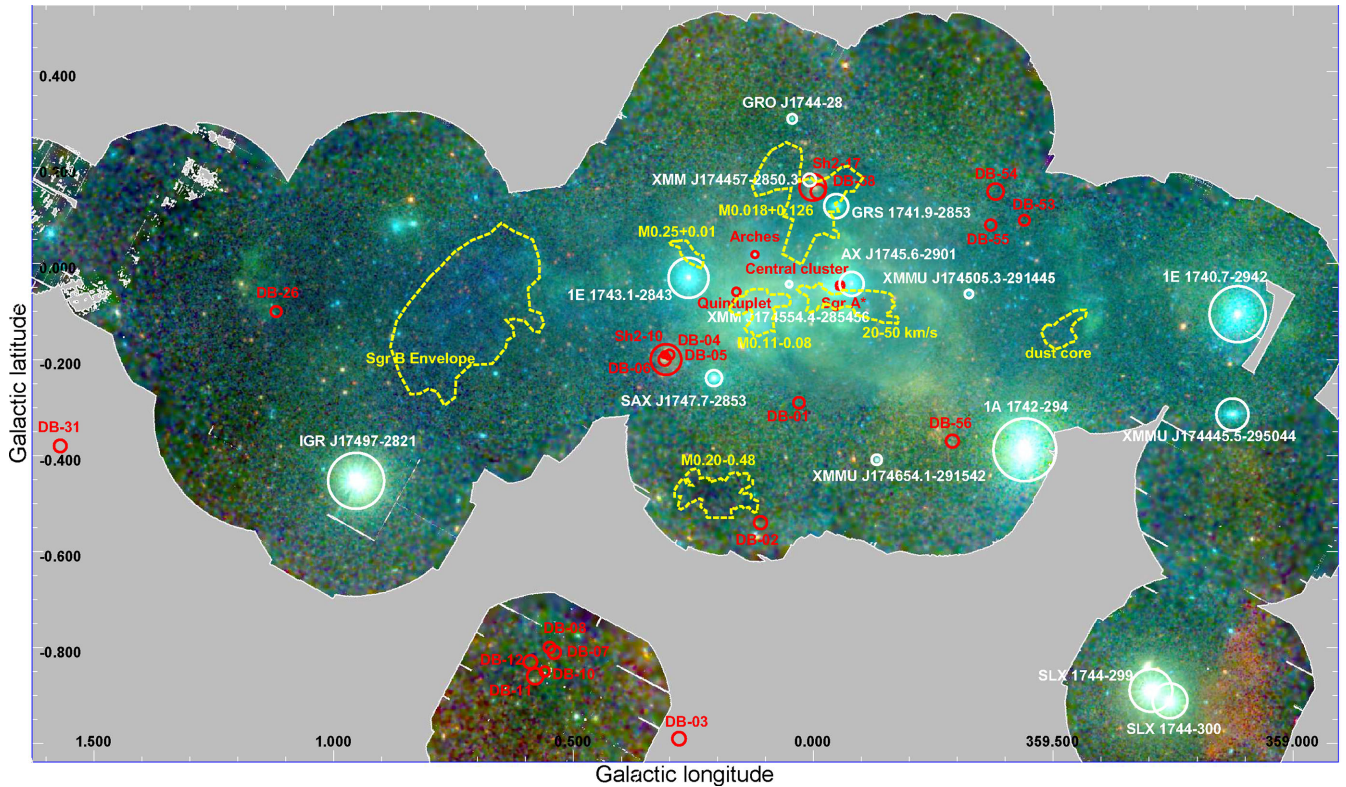 0.400
GRO J1744-28
Sh2-17
DB-54
XMM J174457-2850.3
DB-53
M0.018+0.126
GRS 1741.9-2853
M0.25+0.01
Arches
DB-55
AX J1745.6-2901
0.000
Central cluster
XMMU J174505.3-291445
1E 1740.7-2942
DB-26
1E 1743.1-2843
Quintuplet
Sgr A*
XMM J174554.4-285456
20-50 km/s
Sh2-10
DB-04
M0.11-0.08
dust core
Sgr B Envelope
DB-05
DB-06
-0.200
SAX J1747.7-2853
DB-01
1A 1742-294
DB-56
DB-31
IGR J17497-2821
XMMU J174445.5-295044
-0.400
M0.20-0.48
XMMU J174654.1-291542
DB-02
-0.600
DB-08
-0.800
DB-07
DB-12
DB-10
DB-11
SLX 1744-299
DB-03
SLX 1744-300
1.500
1.000
0.500
0.000
359.500
359.000
Galactic latitude
Galactic longitude